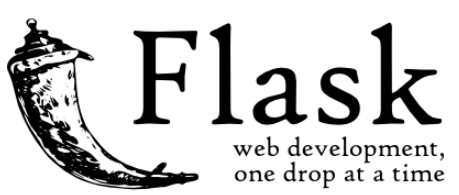 Flask
web development,
one drop at a time